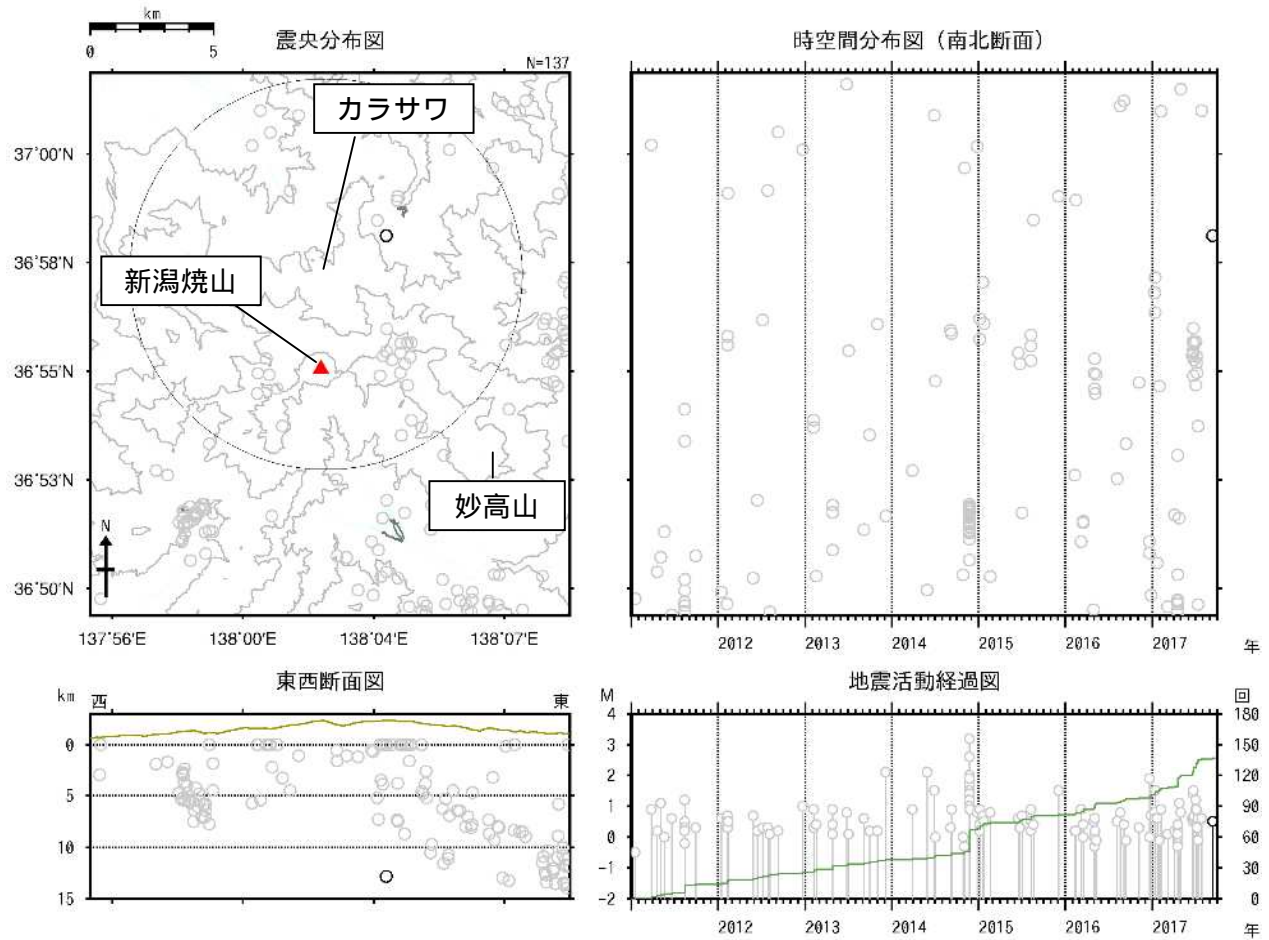 km
0 5
震央分布図
N=137
時空間分布図（南北断面）
カラサワ
37°00'N
36°58'N
新潟焼山
36°55'N
36°53'N
妙高山
N
36°50'N
137°56'E 138°00'E 138°04'E 138°07'E
2012 2013 2014 2015 2016 2017 年
東西断面図
km 西 東
0
5
10
15
地震活動経過図
M 回
4 180
3 150
2 120
1 90
0 60
-1 30
-2 0
2012 2013 2014 2015 2016 2017 年